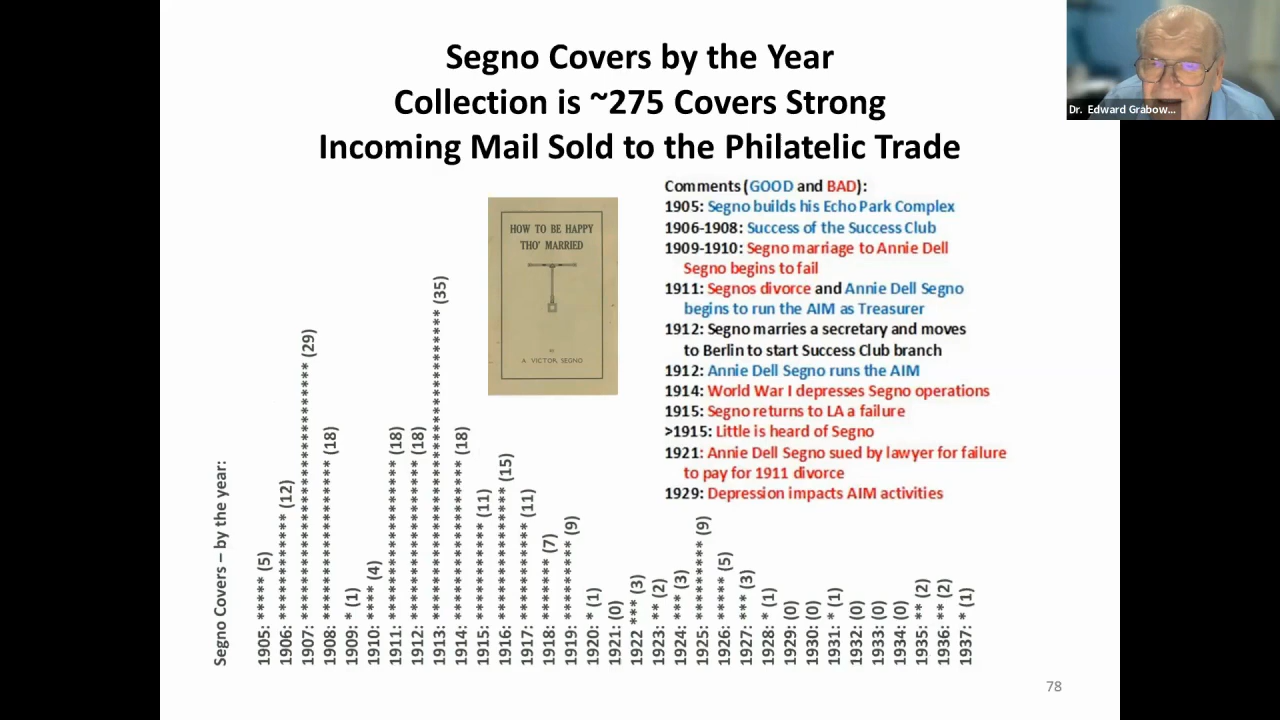 Segno Covers by the Year
Collection is ~275 Covers Strong
Incoming Mail Sold to the Philatelic Trade
Dr. Edward Grabow...
HOW TO BE HAPPY
THO' MARRIED
BY
A. VICTOR SEGNO
Comments (GOOD and BAD):
1905: Segno builds his Echo Park Complex
1906-1908: Success of the Success Club
1909-1910: Segno marriage to Annie Dell
Segno begins to fail
1911: Segnos divorce and Annie Dell Segno
begins to run the AIM as Treasurer
1912: Segno marries a secretary and moves
to Berlin to start Success Club branch
1912: Annie Dell Segno runs the AIM
1914: World War I depresses Segno operations
1915: Segno returns to LA a failure
>1915: Little is heard of Segno
1921: Annie Dell Segno sued by lawyer for failure
to pay for 1911 divorce
1929: Depression impacts AIM activities
Segno Covers – by the year:
1905: ***** (5)
1906: ************ (12)
1907: ***************************** (29)
1908: ****************** (18)
1909: * (1)
1910: **** (4)
1911: ****************** (18)
1912: ****************** (18)
1913: *********************************** (35)
1914: ****************** (18)
1915: *********** (11)
1916: *************** (15)
1917: *********** (11)
1918: ******* (7)
1919: ********* (9)
1920: * (1)
1921: (0)
1922 *** (3)
1923: ** (2)
1924: *** (3)
1925: ********* (9)
1926: ***** (5)
1927: *** (3)
1928: * (1)
1929: (0)
1930: (0)
1931: * (1)
1932: (0)
1933: (0)
1934: (0)
1935: ** (2)
1936: ** (2)
1937: * (1)
78